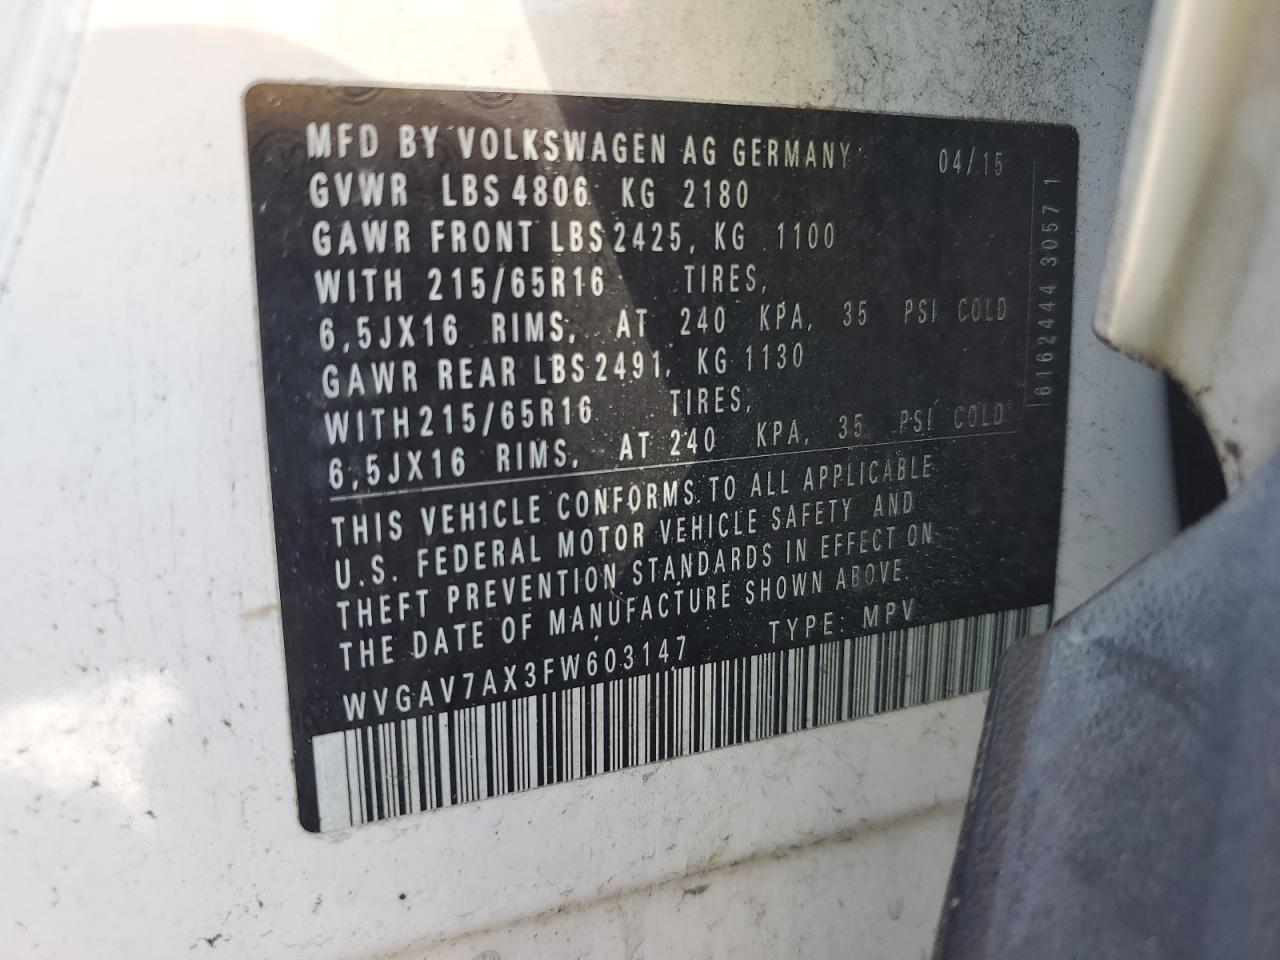 MFD BY VOLKSWAGEN AG GERMANY 04/15
GVWR LBS 4806 KG 2180
GAWR FRONT LBS 2425, KG 1100
WITH 215/65R16 TIRES,
6,5JX16 RIMS, AT 240 KPA, 35 PSI COLD
GAWR REAR LBS 2491, KG 1130
WITH 215/65R16 TIRES,
6,5JX16 RIMS, AT 240 KPA, 35 PSI COLD
THIS VEHICLE CONFORMS TO ALL APPLICABLE
U.S. FEDERAL MOTOR VEHICLE SAFETY AND
THEFT PREVENTION STANDARDS IN EFFECT ON
THE DATE OF MANUFACTURE SHOWN ABOVE.
WVGAV7AX3FW603147 TYPE: MPV
6162444 30571